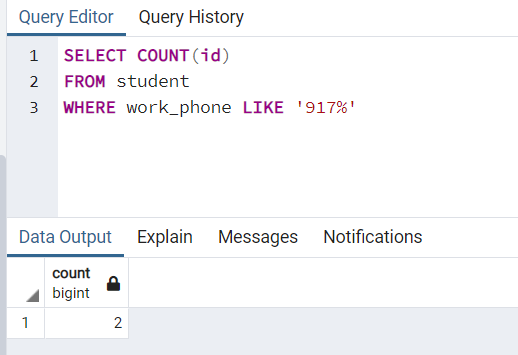 Query Editor Query History
1 SELECT COUNT(id)
2 FROM student
3 WHERE work_phone LIKE '917%'
Data Output Explain Messages Notifications
count
bigint
1 2